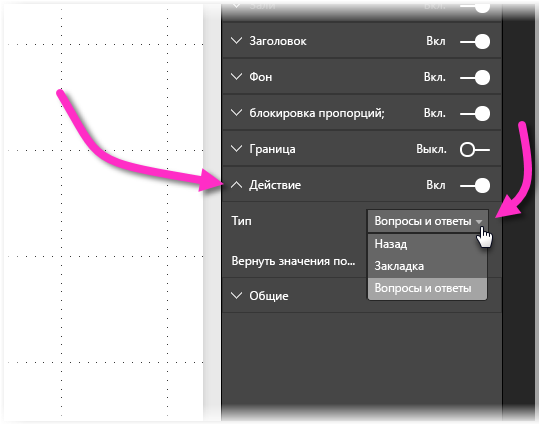 Заголовок Вкл
Фон Вкл.
блокировка пропорций; Вкл.
Граница Выкл.
Действие Вкл
Тип Вопросы и ответы
Назад
Закладка
Вернуть значения по...
Вопросы и ответы
Общие